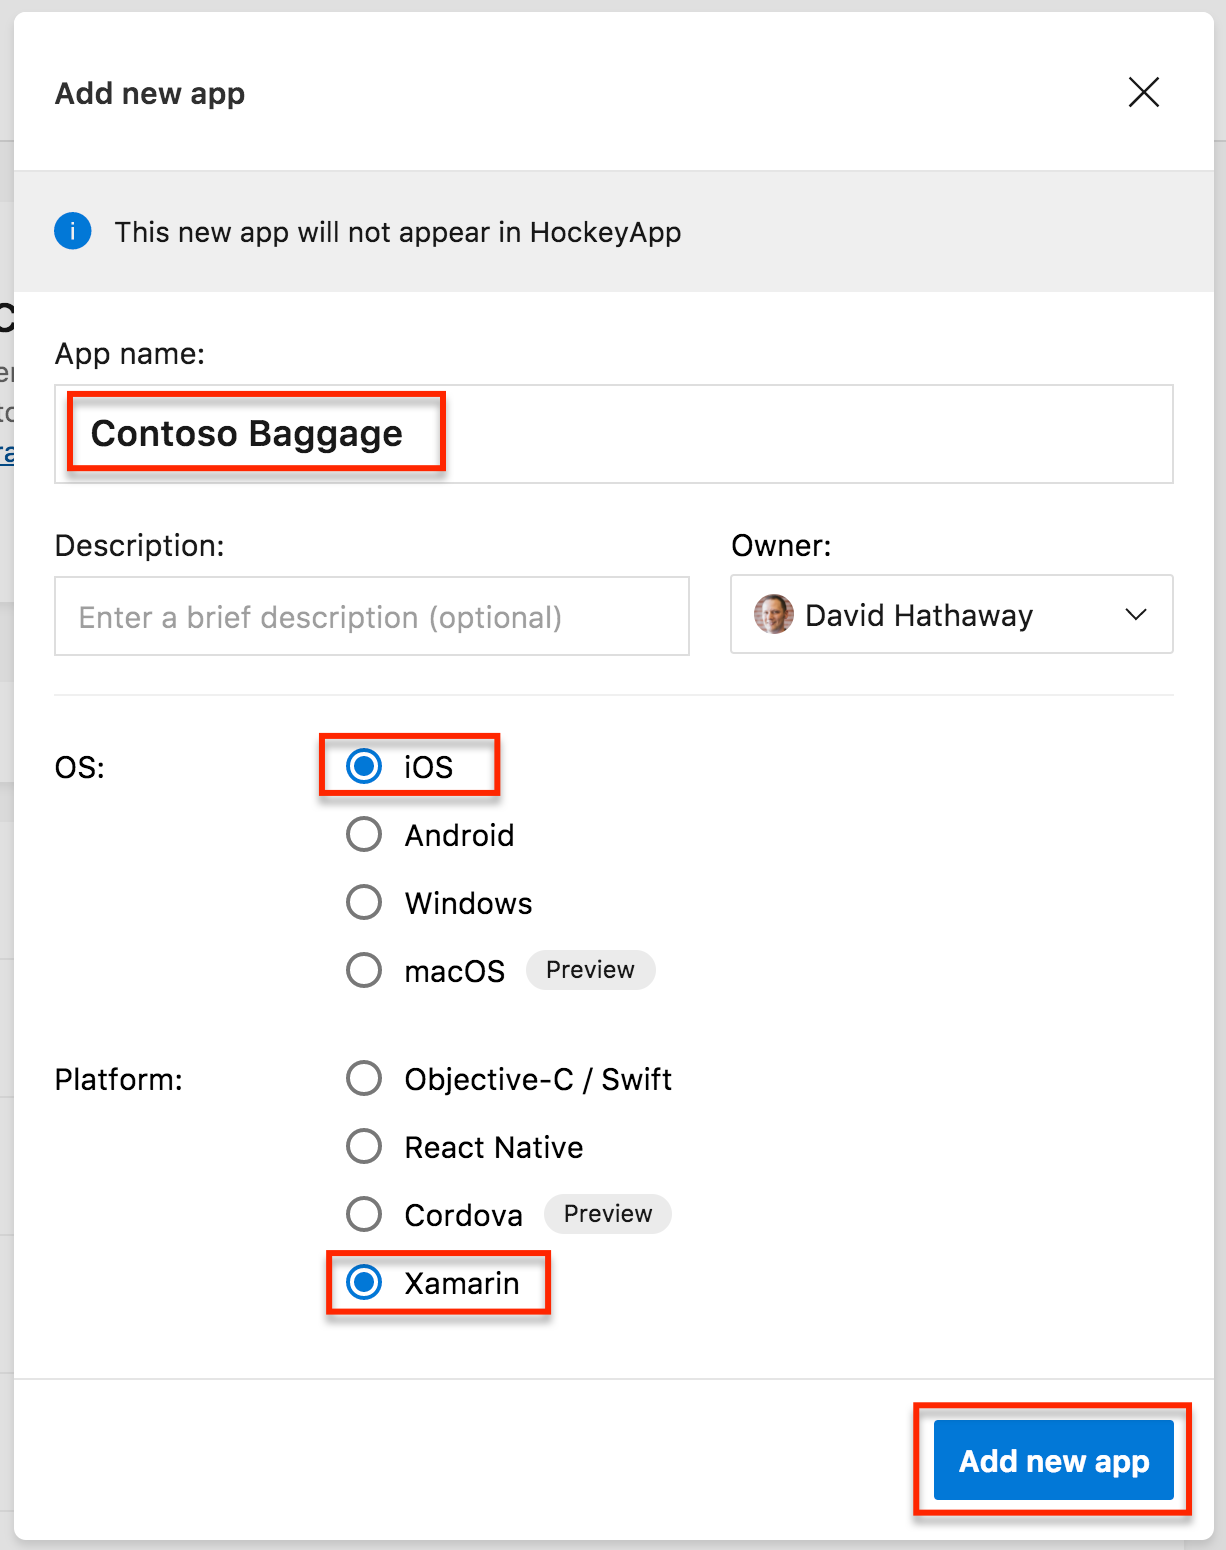 Add new app
This new app will not appear in HockeyApp
App name:
Contoso Baggage
Description:
Owner:
Enter a brief description (optional)
David Hathaway
OS:
iOS
Android
Windows
macOS Preview
Platform:
Objective-C / Swift
React Native
Cordova Preview
Xamarin
Add new app